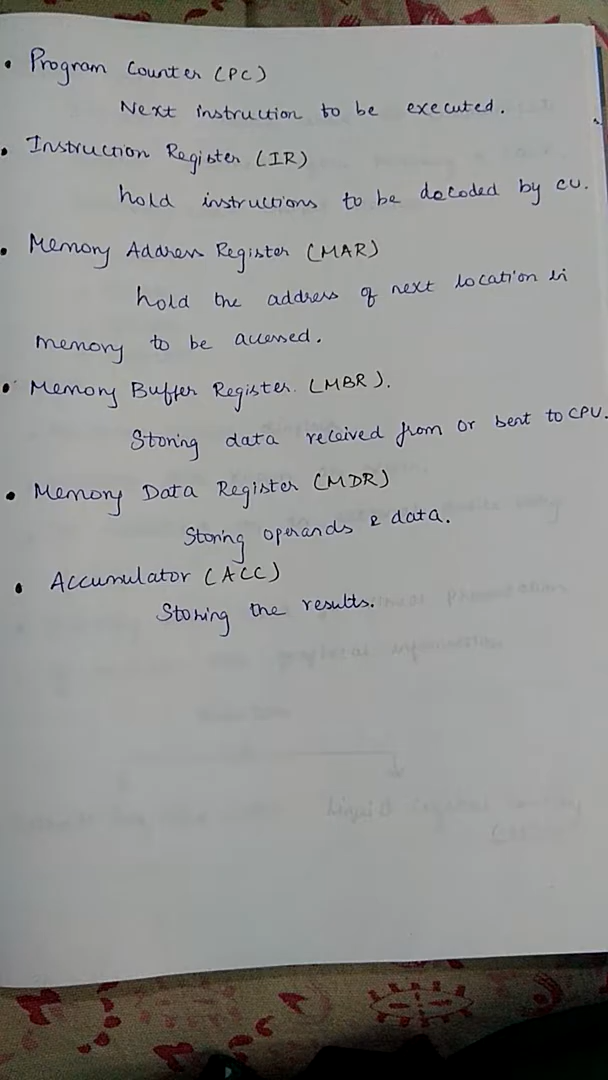 • Program Counter (PC)
Next instruction to be executed.
• Instruction Register (IR)
hold instructions to be decoded by CU.
• Memory Address Register (MAR)
hold the address of next location in
memory to be accessed.
• Memory Buffer Register. (MBR).
Storing data received from or sent to CPU.
• Memory Data Register (MDR)
Storing operands & data.
• Accumulator (ACC)
Storing the results.